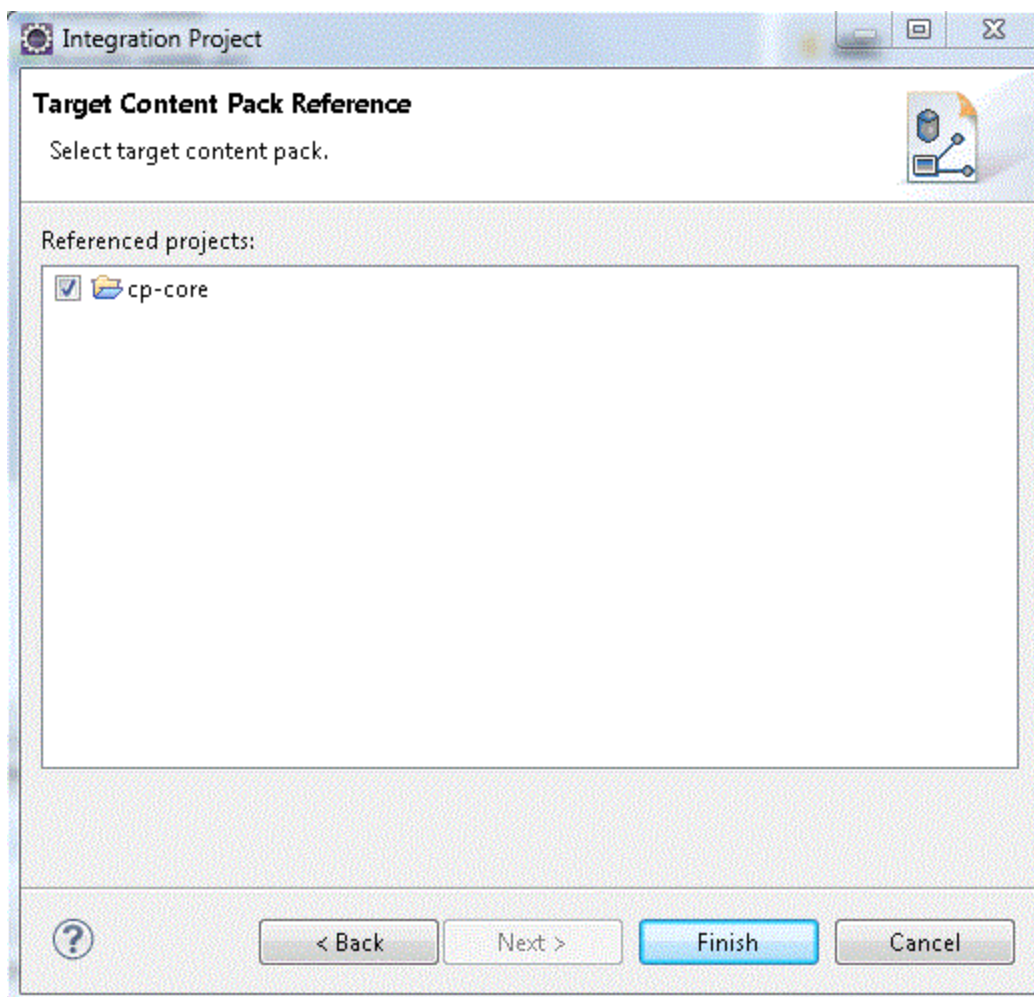 Integration Project
Target Content Pack Reference
Select target content pack.
Referenced projects:
cp-core
?
< Back
Next >
Finish
Cancel